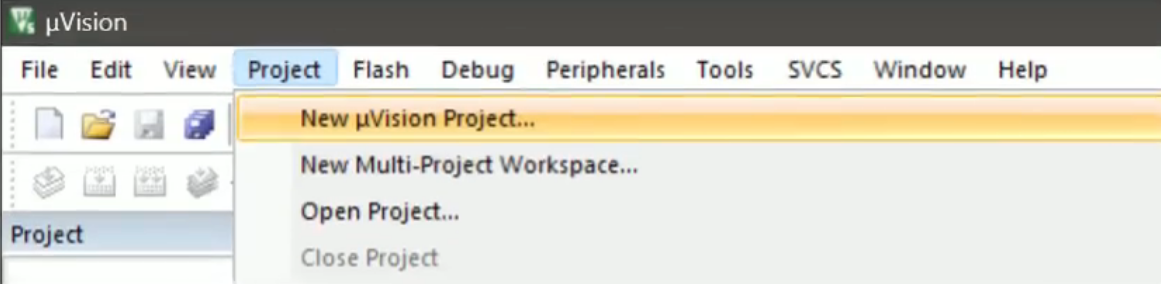 µVision
File Edit View Project Flash Debug Peripherals Tools SVCS Window Help
New µVision Project...
New Multi-Project Workspace...
Open Project...
Project
Close Project